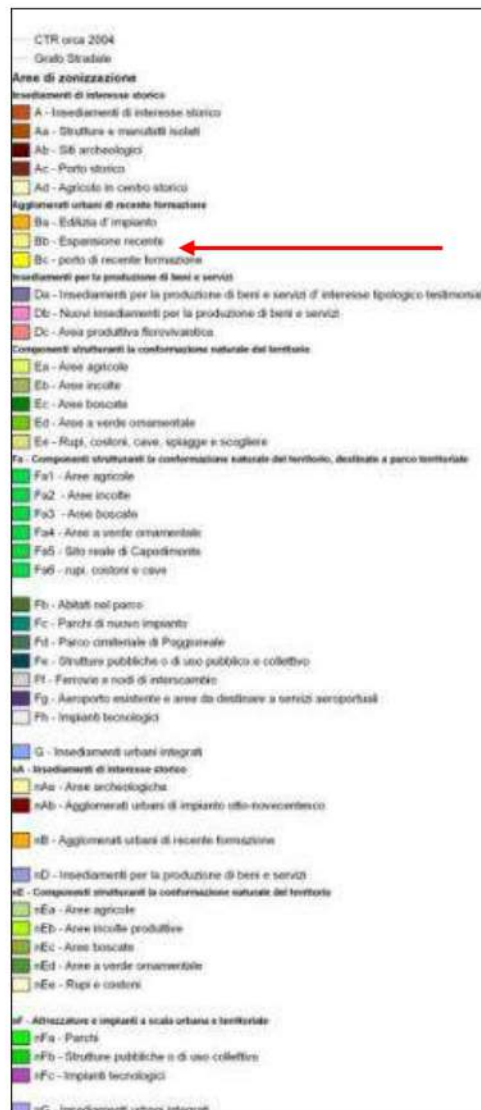 CTR orca 2004
Grafo Stradale
Aree di zonizzazione
Insediamenti di interesse storico
A - Insediamenti di interesse storico
Aa - Strutture e manufatti isolati
Ab - Siti archeologici
Ac - Porto storico
Ad - Agricolo in centro storico
Agglomerati urbani di recente formazione
Ba - Edilizia d' impianto
Bb - Espansione recente
Bc - porto di recente formazione
Insediamenti per la produzione di beni e servizi
Da - Insediamenti per la produzione di beni e servizi d' interesse tipologico testimonia
Db - Nuovi insediamenti per la produzione di beni e servizi
Dc - Area produttiva florovivaistica
Componenti strutturanti la conformazione naturale del territorio
Ea - Aree agricole
Eb - Aree incolte
Ec - Aree boscate
Ed - Aree a verde ornamentale
Ee - Rupi, costoni, cave, spiagge e scogliere
Fa - Componenti strutturanti la conformazione naturale del territorio, destinate a parco territoriale
Fa1 - Aree agricole
Fa2 - Aree incolte
Fa3 - Aree boscate
Fa4 - Aree a verde ornamentale
Fa5 - Sito reale di Capodimonte
Fa6 - rupi, costoni e cave
Fb - Abitati nel parco
Fc - Parchi di nuovo impianto
Fd - Parco cimiteriale di Poggioreale
Fe - Strutture pubbliche o di uso pubblico e collettivo
Ff - Ferrovie e nodi di interscambio
Fg - Aeroporto esistente e aree da destinare a servizi aeroportuali
Fh - Impianti tecnologici
G - Insediamenti urbani integrati
nA - Insediamenti di interesse storico
nAa - Aree archeologiche
nAb - Agglomerati urbani di impianto otto-novecentesco
nB - Agglomerati urbani di recente formazione
nD - Insediamenti per la produzione di beni e servizi
nE - Componenti strutturanti la conformazione naturale del territorio
nEa - Aree agricole
nEb - Aree incolte produttive
nEc - Aree boscate
nEd - Aree a verde ornamentale
nEe - Rupi e costoni
nF - Attrezzature e impianti a scala urbana e territoriale
nFa - Parchi
nFb - Strutture pubbliche o di uso collettivo
nFc - Impianti tecnologici
nG - Insediamenti urbani integrati